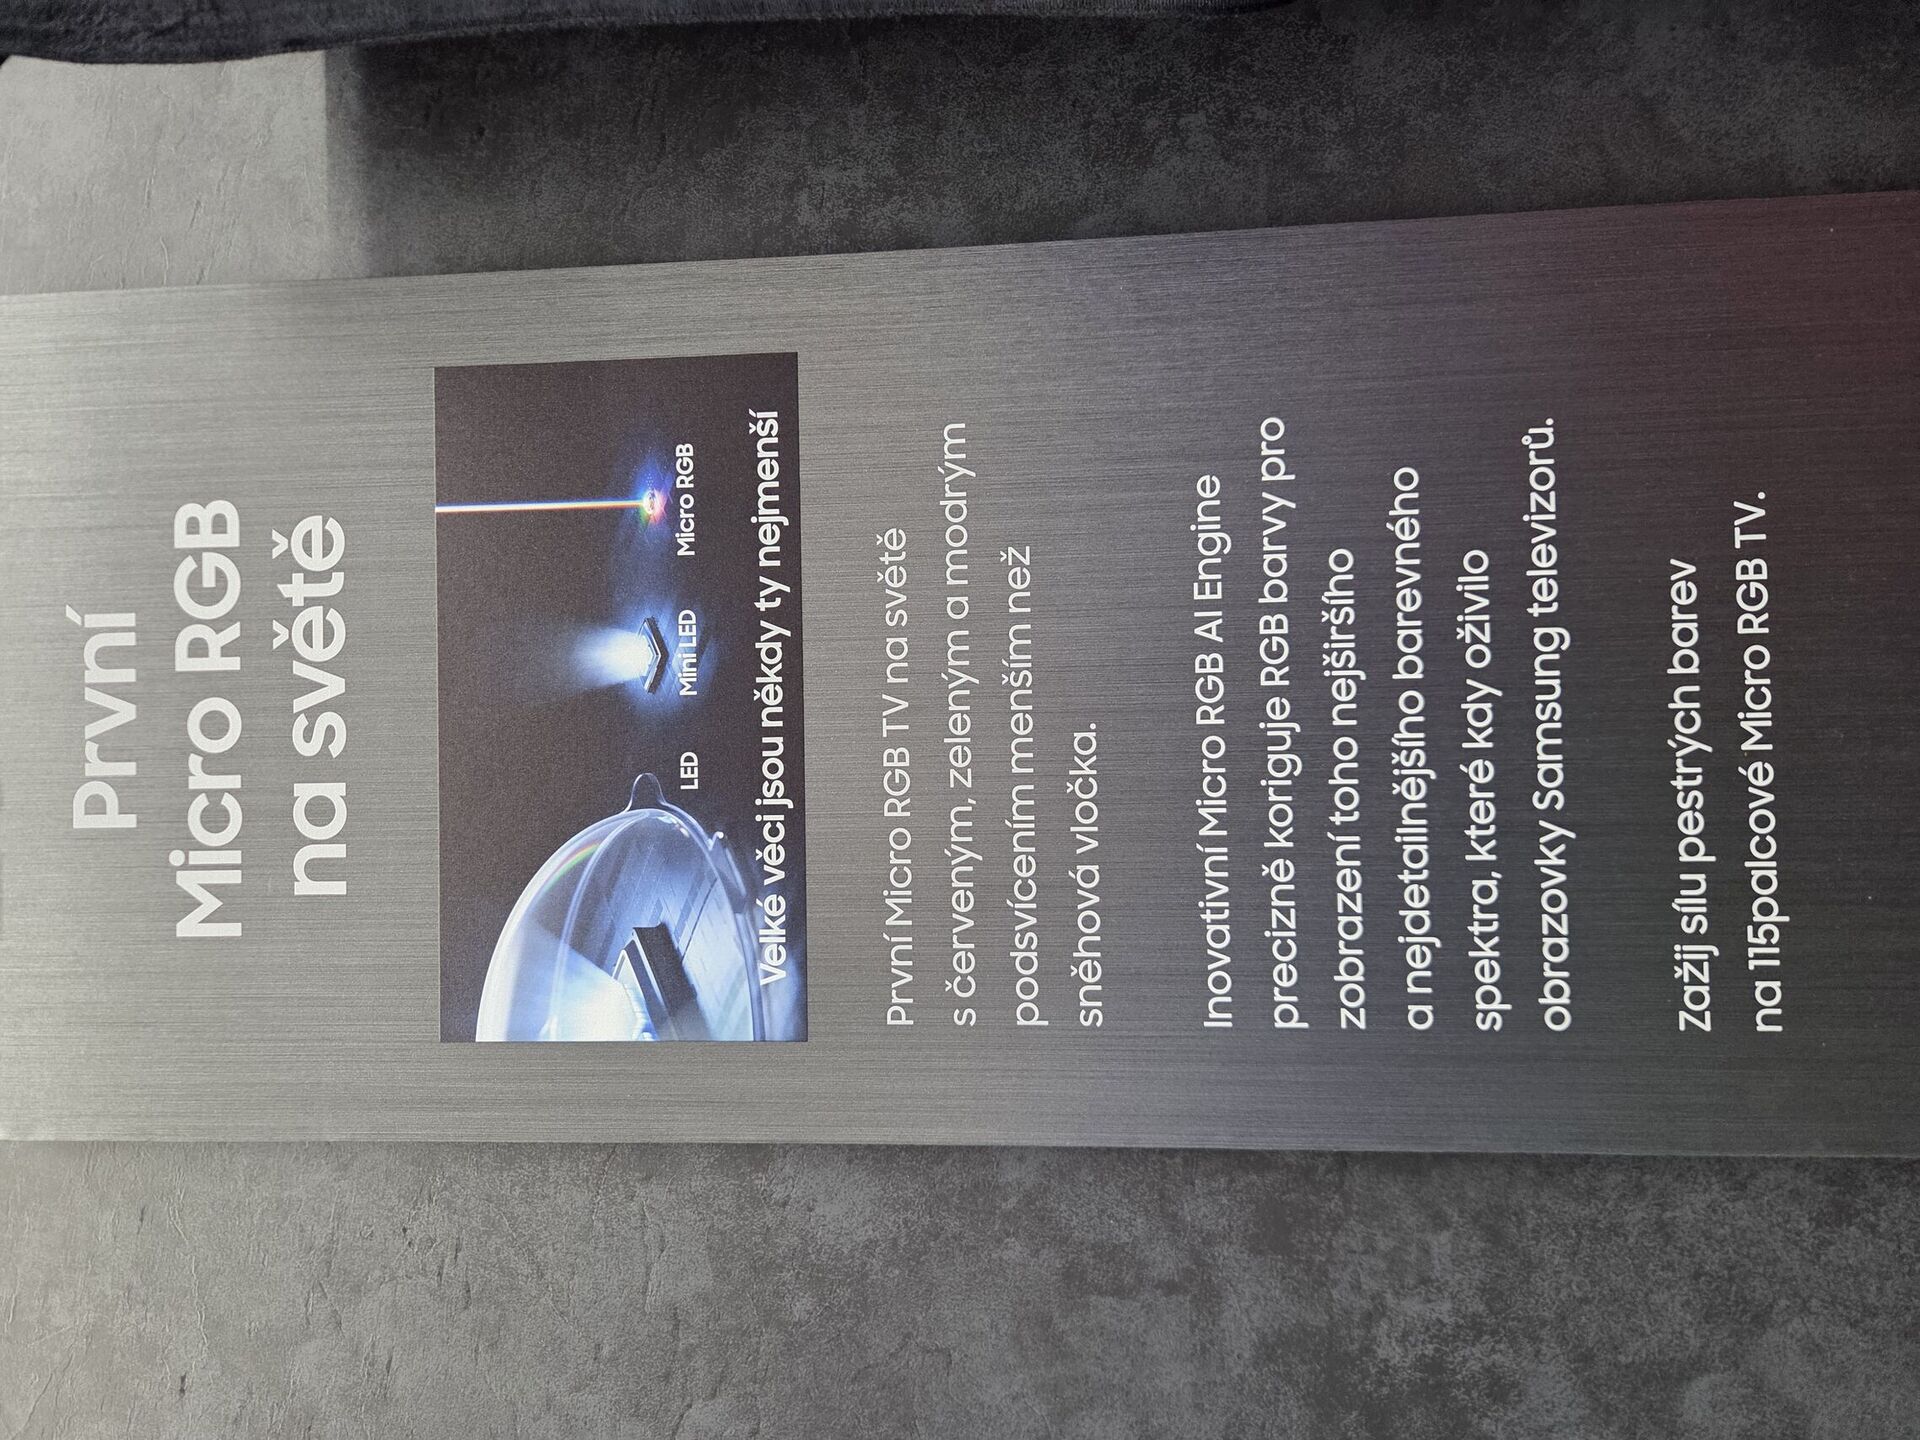 První
Micro RGB
na světě
LED
Mini LED
Micro RGB
Velké věci jsou někdy ty nejmenší
První Micro RGB TV na světě
s červeným, zeleným a modrým
podsvícením menším než
sněhová vločka.
Inovativní Micro RGB AI Engine
precizně koriguje RGB barvy pro
zobrazení toho nejširšího
a nejdetailnějšího barevného
spektra, které kdy oživilo
obrazovky Samsung televizorů.
Zažij sílu pestrých barev
na 115palcové Micro RGB TV.